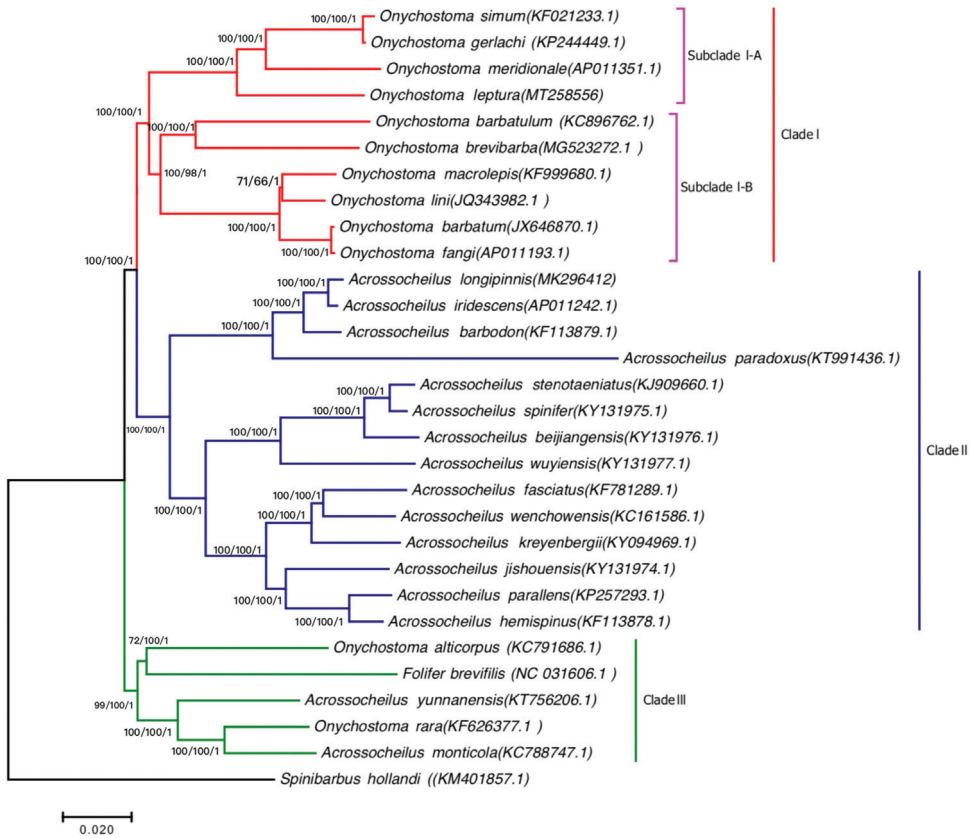 100/100/1 Onychostoma simum(KF021233.1)
100/100/1 Onychostoma gerlachi (KP244449.1)
Subclade I-A
100/100/1 Onychostoma meridionale(AP011351.1)
Onychostoma leptura(MT258556)
100/100/1
100/100/1 Onychostoma barbatulum (KC896762.1)
Clade I
Onychostoma brevibarba(MG523272.1 )
100/98/1
71/66/1 Onychostoma macrolepis(KF999680.1)
Subclade I-B
Onychostoma lini(JQ343982.1 )
100/100/1 Onychostoma barbatum(JX646870.1)
100/100/1 Onychostoma fangi(AP011193.1)
100/100/1
100/100/1 Acrossocheilus longipinnis(MK296412)
100/100/1 Acrossocheilus iridescens(AP011242.1)
100/100/1 Acrossocheilus barbodon(KF113879.1)
Acrossocheilus paradoxus(KT991436.1)
100/100/1 Acrossocheilus stenotaeniatus(KJ909660.1)
100/100/1 Acrossocheilus spinifer(KY131975.1)
100/100/1
100/100/1 Acrossocheilus beijiangensis(KY131976.1)
Clade II
Acrossocheilus wuyiensis(KY131977.1)
100/100/1 Acrossocheilus fasciatus(KF781289.1)
100/100/1
100/100/1 Acrossocheilus wenchowensis(KC161586.1)
100/100/1 Acrossocheilus kreyenbergii(KY094969.1)
Acrossocheilus jishouensis(KY131974.1)
100/100/1 Acrossocheilus parallens(KP257293.1)
100/100/1 Acrossocheilus hemispinus(KF113878.1)
72/100/1 Onychostoma alticorpus (KC791686.1)
Folifer brevifilis (NC 031606.1 )
99/100/1 Acrossocheilus yunnanensis(KT756206.1)
Clade III
100/100/1 Onychostoma rara(KF626377.1 )
100/100/1 Acrossocheilus monticola(KC788747.1)
Spinibarbus hollandi ((KM401857.1)
0.020